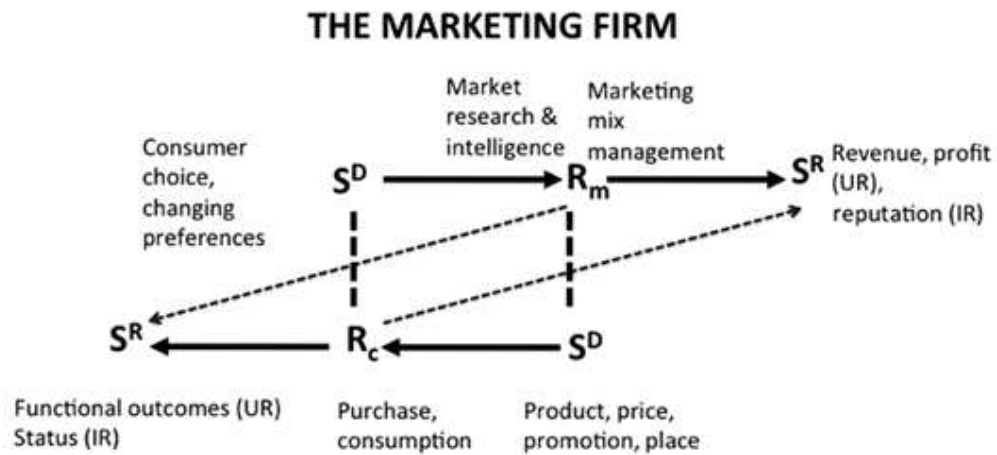 THE MARKETING FIRM
Market
research &
intelligence
Marketing
mix
management
Consumer
choice,
changing
preferences
S^D
R_m
S^R
Revenue, profit
(UR),
reputation (IR)
S^R
R_c
S^D
Functional outcomes (UR)
Status (IR)
Purchase,
consumption
Product, price,
promotion, place